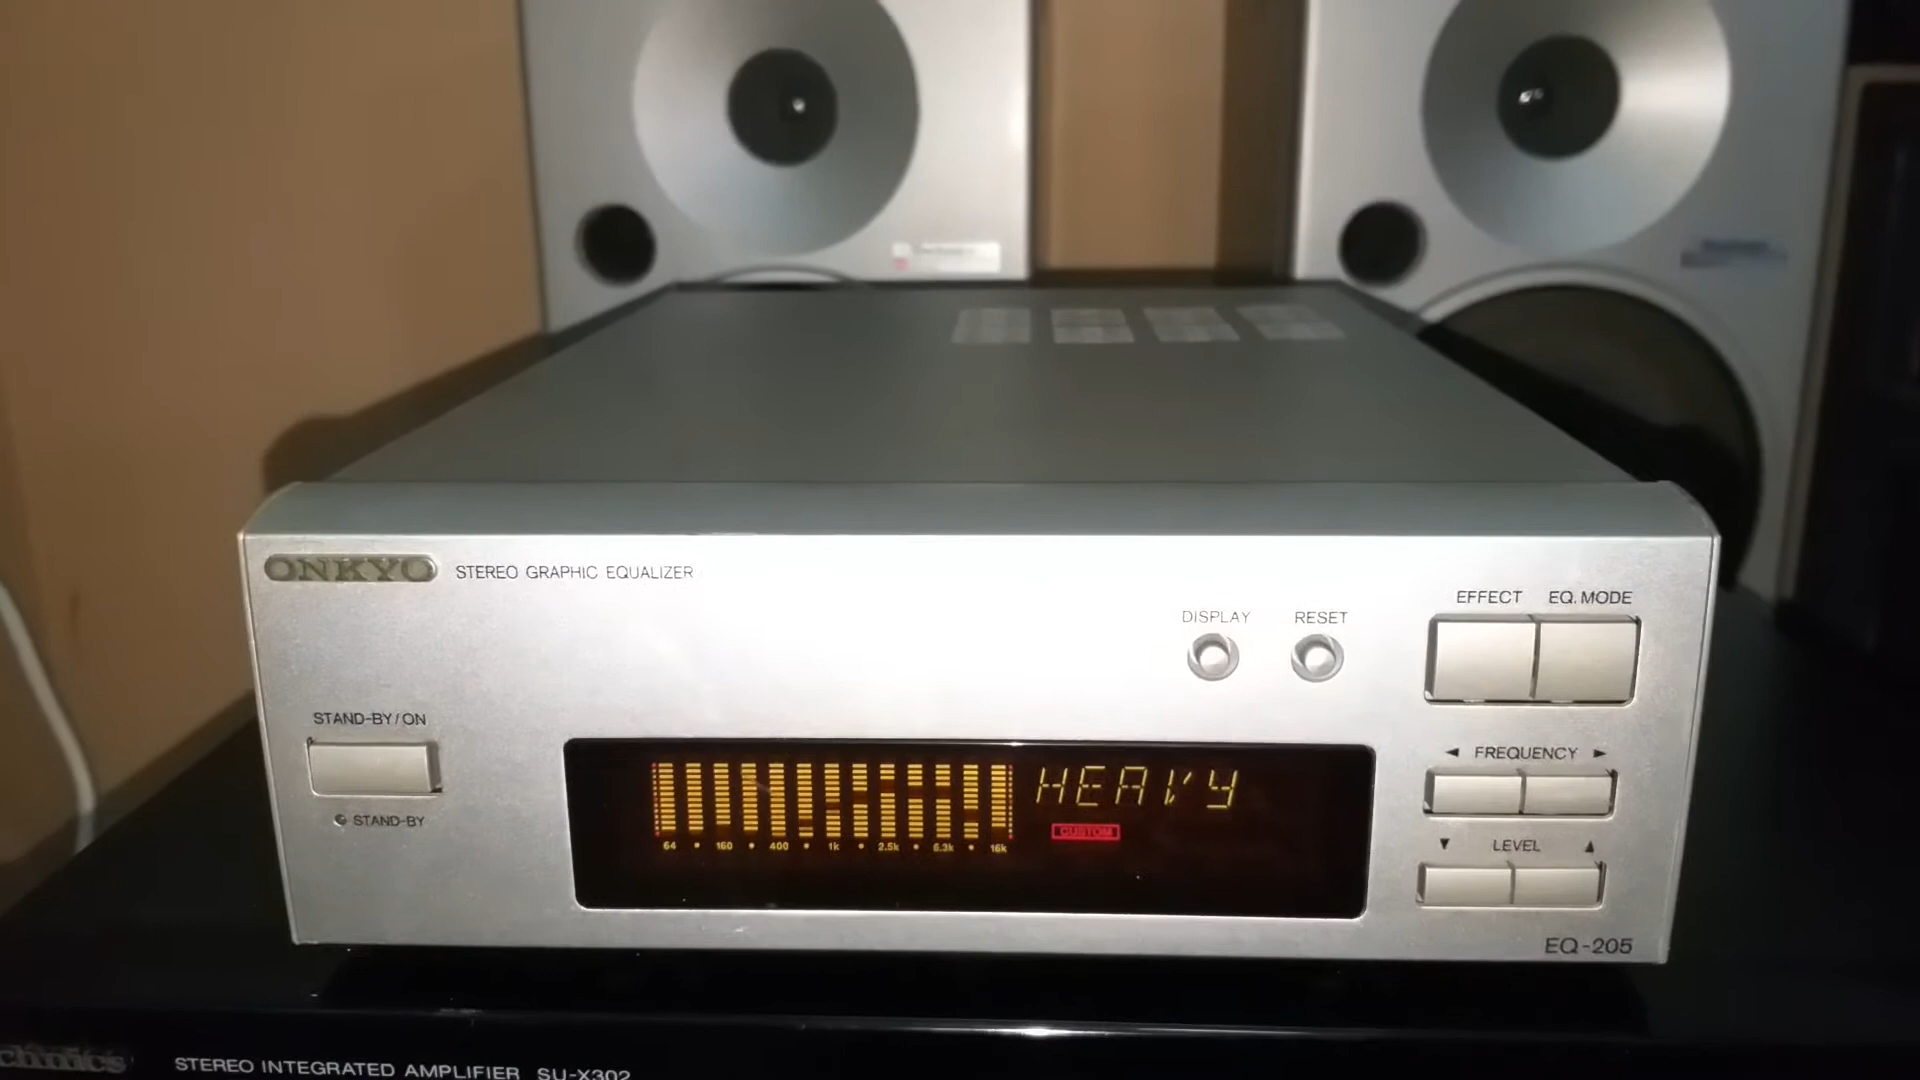 ONKYO STEREO GRAPHIC EQUALIZER
EFFECT EQ. MODE
DISPLAY RESET
STAND-BY/ON
◄ FREQUENCY ►
HEAVY
CUSTOM
STAND-BY
64 • 160 • 400 • 1k • 2.5k • 6.3k • 16k
▼ LEVEL ▲
EQ-205
STEREO INTEGRATED AMPLIFIER SU-X302